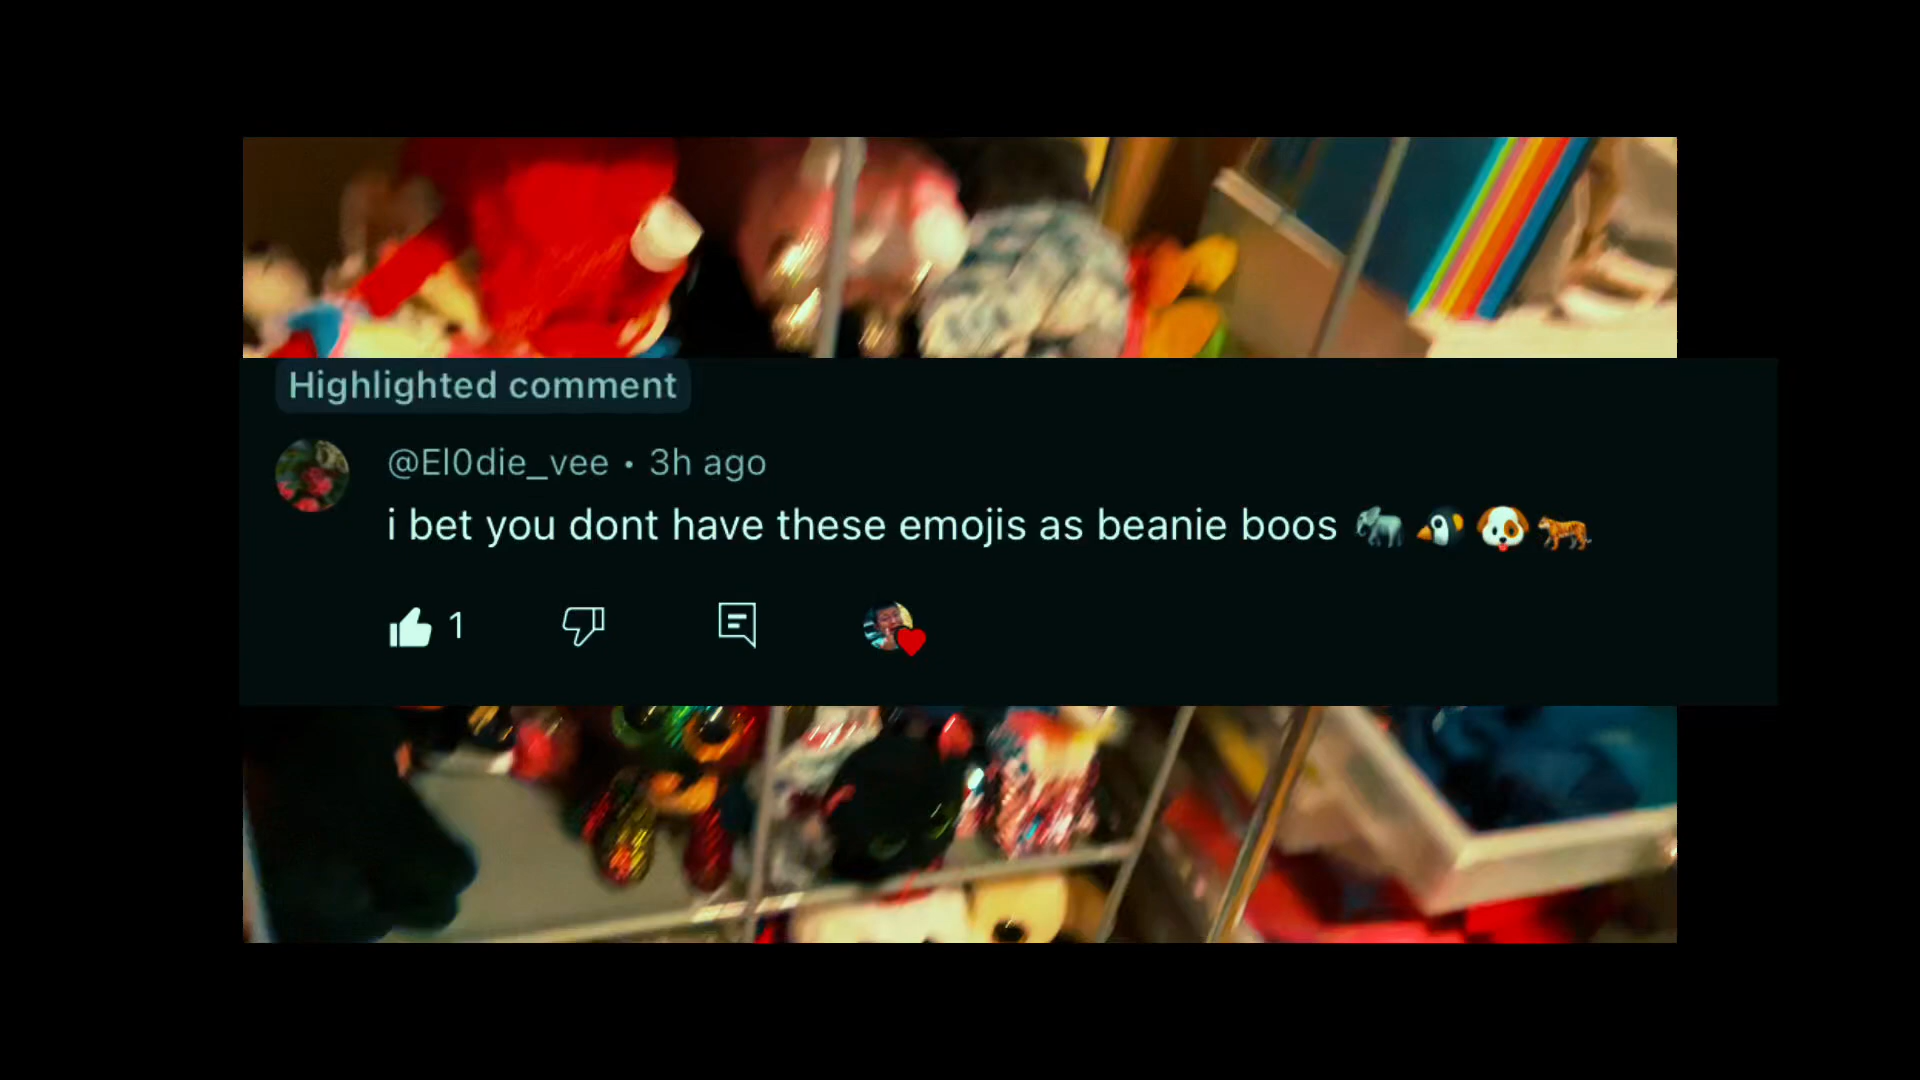 Highlighted comment
@El0die_vee • 3h ago
i bet you dont have these emojis as beanie boos 🐘🐧🐶🐅
1